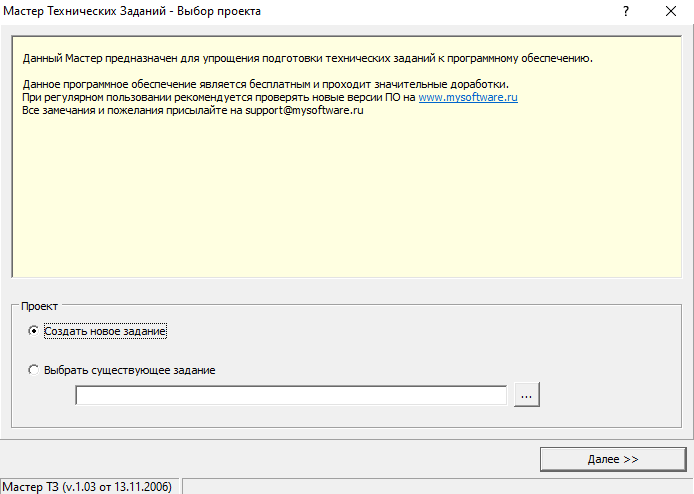 Мастер Технических Заданий - Выбор проекта
?
Данный Мастер предназначен для упрощения подготовки технических заданий к программному обеспечению.
Данное программное обеспечение является бесплатным и проходит значительные доработки.
При регулярном пользовании рекомендуется проверять новые версии ПО на www.mysoftware.ru
Все замечания и пожелания присылайте на support@mysoftware.ru
Проект
Создать новое задание
Выбрать существующее задание
...
Далее >>
Мастер ТЗ (v.1.03 от 13.11.2006)